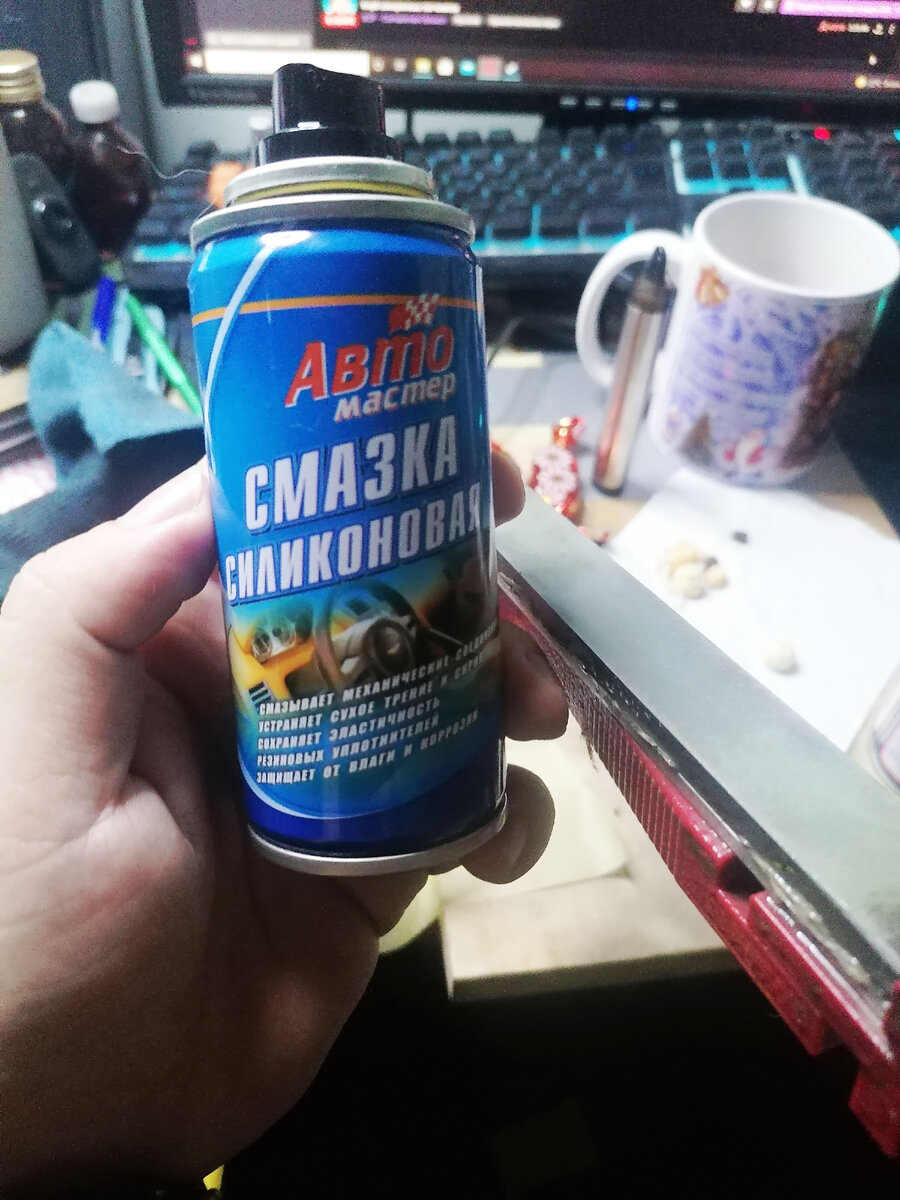 Авто
мастер
СМАЗКА
СИЛИКОНОВАЯ
СМАЗЫВАЕТ МЕХАНИЧЕСКИЕ
УСТРАНЯЕТ СУХОЕ ТРЕНИЕ И
СОХРАНЯЕТ ЭЛАСТИЧНОСТЬ
РЕЗИНОВЫХ УПЛОТНИТЕЛЕЙ
ЗАЩИЩАЕТ ОТ ВЛАГИ И КОРРОЗИИ